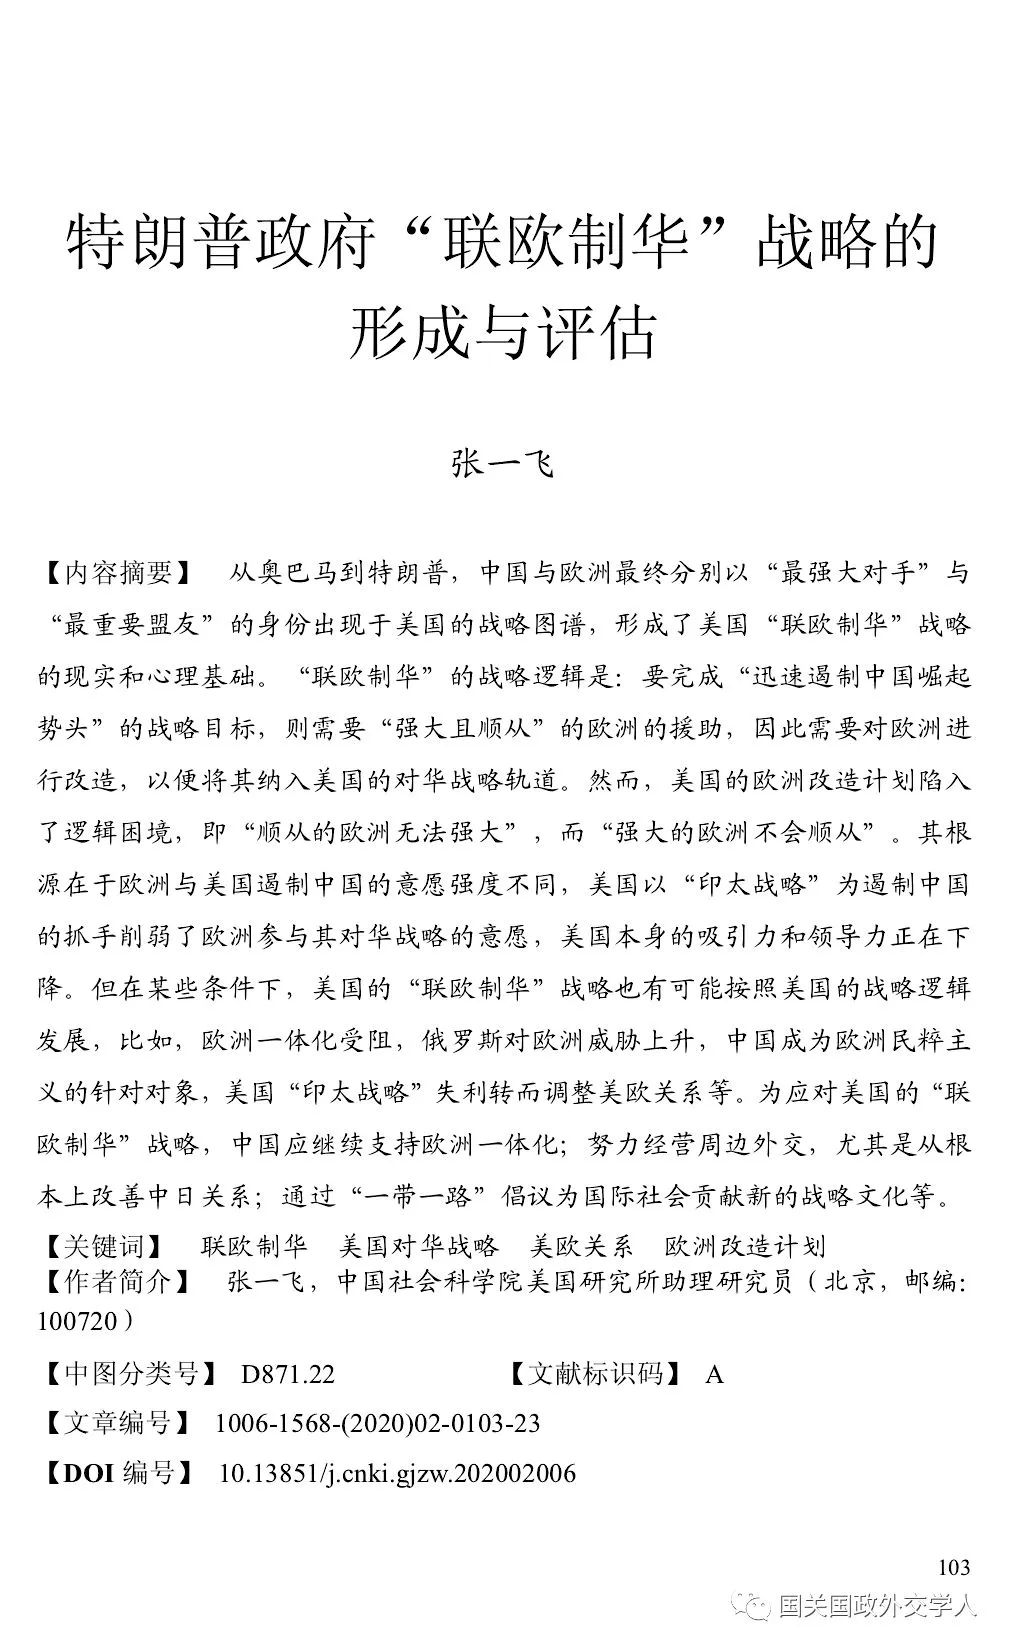 特朗普政府“联欧制华”战略的
形成与评估
张一飞
【内容摘要】 从奥巴马到特朗普，中国与欧洲最终分别以“最强大对手”与
“最重要盟友”的身份出现于美国的战略图谱，形成了美国“联欧制华”战略
的现实和心理基础。“联欧制华”的战略逻辑是：要完成“迅速遏制中国崛起
势头”的战略目标，则需要“强大且顺从”的欧洲的援助，因此需要对欧洲进
行改造，以便将其纳入美国的对华战略轨道。然而，美国的欧洲改造计划陷入
了逻辑困境，即“顺从的欧洲无法强大”，而“强大的欧洲不会顺从”。其根
源在于欧洲与美国遏制中国的意愿强度不同，美国以“印太战略”为遏制中国
的抓手削弱了欧洲参与其对华战略的意愿，美国本身的吸引力和领导力正在下
降。但在某些条件下，美国的“联欧制华”战略也有可能按照美国的战略逻辑
发展，比如，欧洲一体化受阻，俄罗斯对欧洲威胁上升，中国成为欧洲民粹主
义的针对对象，美国“印太战略”失利转而调整美欧关系等。为应对美国的“联
欧制华”战略，中国应继续支持欧洲一体化；努力经营周边外交，尤其是从根
本上改善中日关系；通过“一带一路”倡议为国际社会贡献新的战略文化等。
【关键词】 联欧制华 美国对华战略 美欧关系 欧洲改造计划
【作者简介】 张一飞，中国社会科学院美国研究所助理研究员（北京，邮编：
100720）
【中图分类号】 D871.22 【文献标识码】 A
【文章编号】 1006-1568-(2020)02-0103-23
【DOI 编号】 10.13851/j.cnki.gjzw.202002006
103
国关国政外交学人